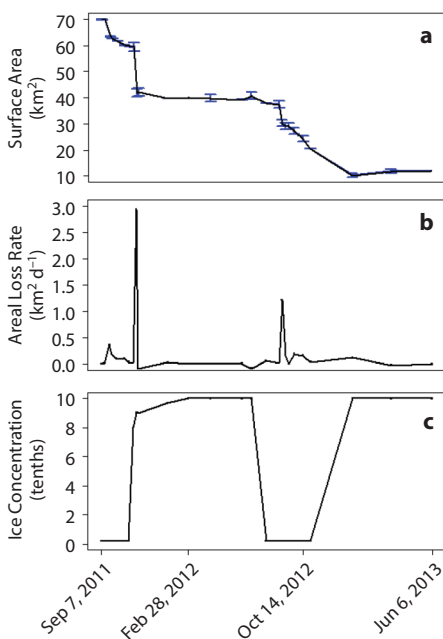 a
Surface Area
(km²)
70
60
50
40
30
20
10
b
Areal Loss Rate
(km² d⁻¹)
3.0
2.5
2.0
1.5
1.0
0.5
0.0
c
Ice Concentration
(tenths)
10
8
6
4
2
0
Sep 7, 2011
Feb 28, 2012
Oct 14, 2012
Jun 6, 2013